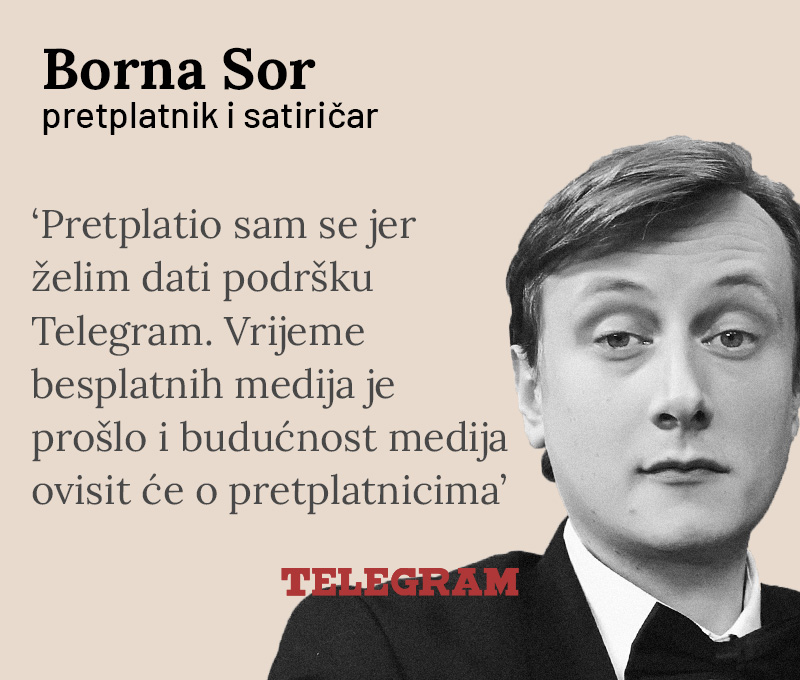 Borna Sor
pretplatnik i satiričar
‘Pretplatio sam se jer
želim dati podršku
Telegram. Vrijeme
besplatnih medija je
prošlo i budućnost medija
ovisit će o pretplatnicima’
TELEGRAM